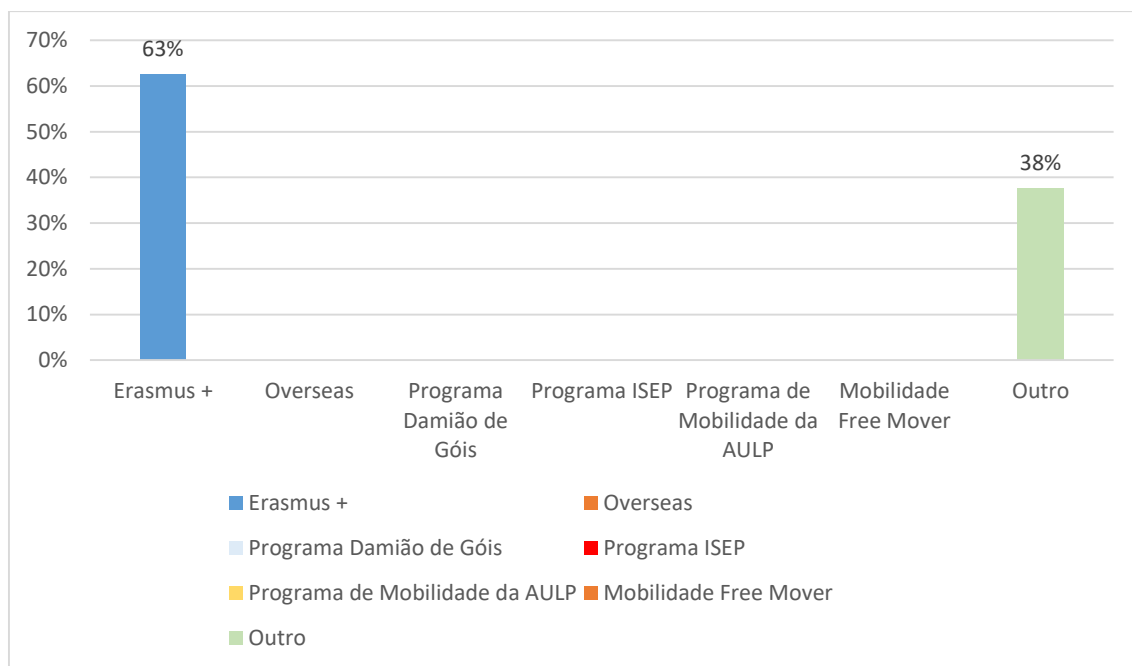 70%
63%
60%
50%
40%
38%
30%
20%
10%
0%
Erasmus +
Overseas
Programa
Damião de
Góis
Programa ISEP
Programa de
Mobilidade da
AULP
Mobilidade
Free Mover
Outro
Erasmus +
Overseas
Programa Damião de Góis
Programa ISEP
Programa de Mobilidade da AULP
Mobilidade Free Mover
Outro